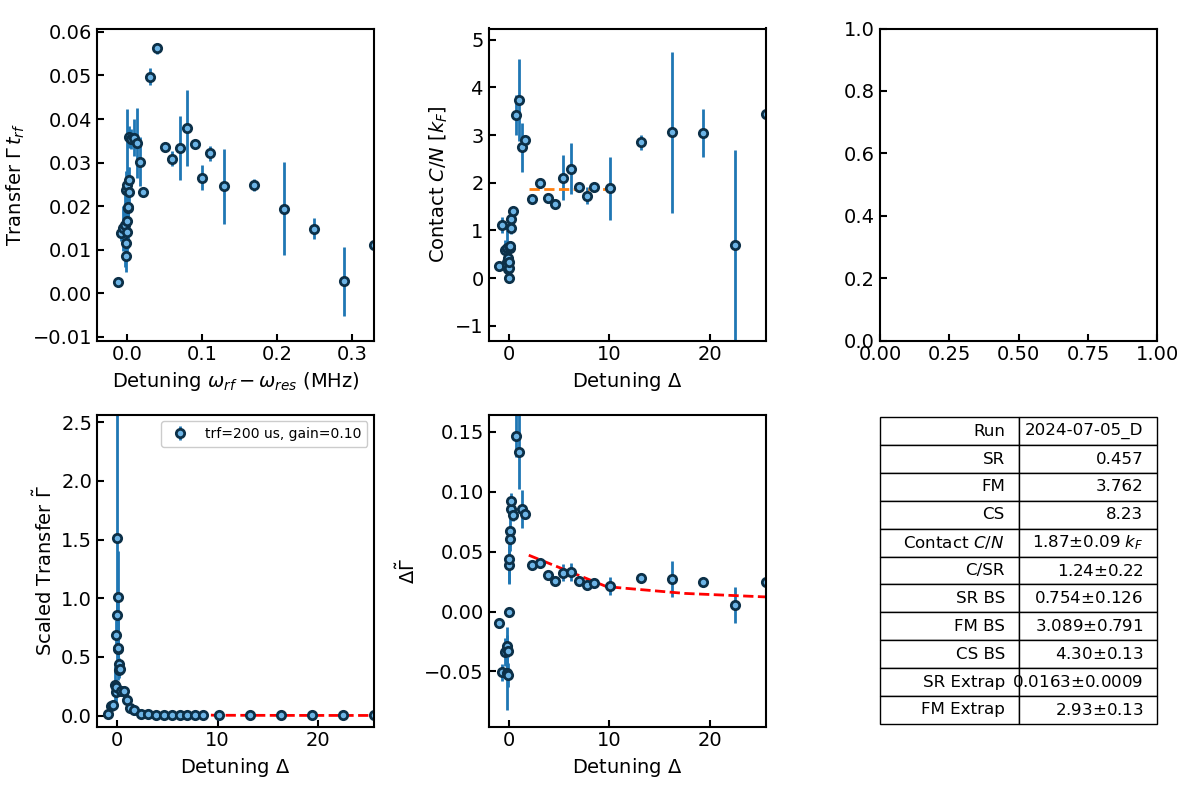 0.06
0.05
0.04
0.03
0.02
0.01
0.00
−0.01
Transfer Γ t_rf
0.0 0.1 0.2 0.3
Detuning ω_rf − ω_res (MHz)
5
4
3
2
1
0
−1
Contact C/N [k_F]
0 10 20
Detuning Δ
1.0
0.8
0.6
0.4
0.2
0.0
0.00 0.25 0.50 0.75 1.00
2.5
2.0
1.5
1.0
0.5
0.0
Scaled Transfer Γ̃
trf=200 us, gain=0.10
0 10 20
Detuning Δ
0.15
0.10
0.05
0.00
−0.05
ΔΓ̃
0 10 20
Detuning Δ
Run 2024-07-05_D
SR 0.457
FM 3.762
CS 8.23
Contact C/N 1.87±0.09 k_F
C/SR 1.24±0.22
SR BS 0.754±0.126
FM BS 3.089±0.791
CS BS 4.30±0.13
SR Extrap 0.0163±0.0009
FM Extrap 2.93±0.13